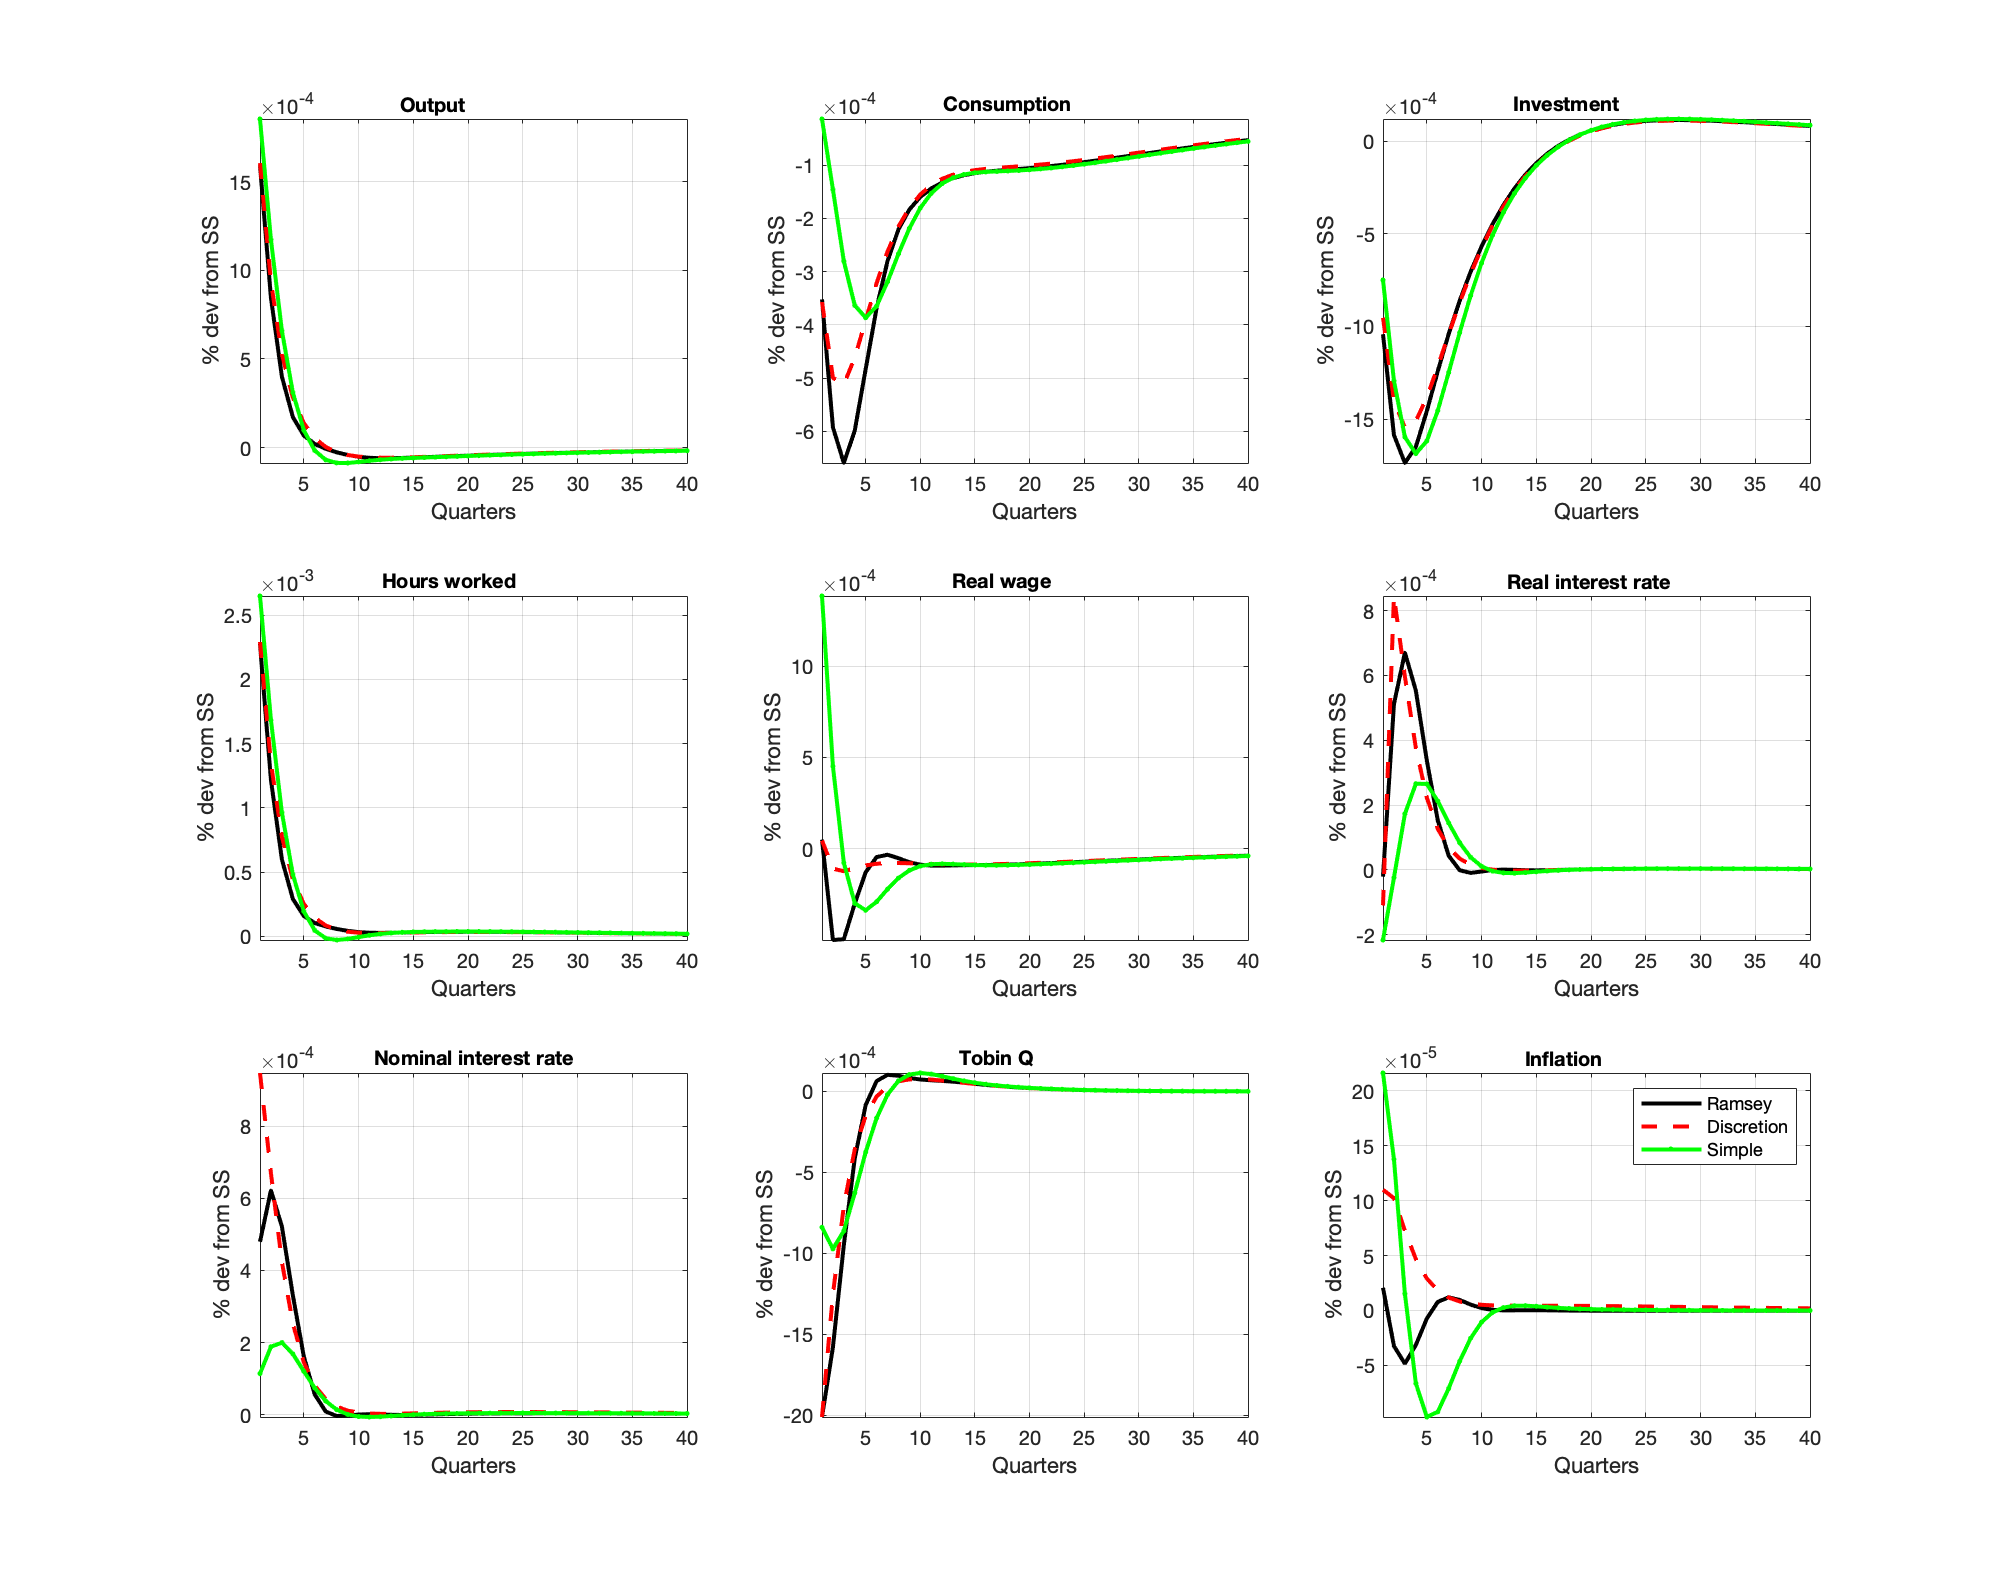 ×10⁻⁴
Output
% dev from SS
15
10
5
0
5 10 15 20 25 30 35 40
Quarters
×10⁻⁴
Consumption
% dev from SS
-1
-2
-3
-4
-5
-6
5 10 15 20 25 30 35 40
Quarters
×10⁻⁴
Investment
% dev from SS
0
-5
-10
-15
5 10 15 20 25 30 35 40
Quarters
×10⁻³
Hours worked
% dev from SS
2.5
2
1.5
1
0.5
0
5 10 15 20 25 30 35 40
Quarters
×10⁻⁴
Real wage
% dev from SS
10
5
0
5 10 15 20 25 30 35 40
Quarters
×10⁻⁴
Real interest rate
% dev from SS
8
6
4
2
0
-2
5 10 15 20 25 30 35 40
Quarters
×10⁻⁴
Nominal interest rate
% dev from SS
8
6
4
2
0
5 10 15 20 25 30 35 40
Quarters
×10⁻⁴
Tobin Q
% dev from SS
0
-5
-10
-15
-20
5 10 15 20 25 30 35 40
Quarters
×10⁻⁵
Inflation
% dev from SS
20
15
10
5
0
-5
5 10 15 20 25 30 35 40
Quarters
Ramsey
Discretion
Simple